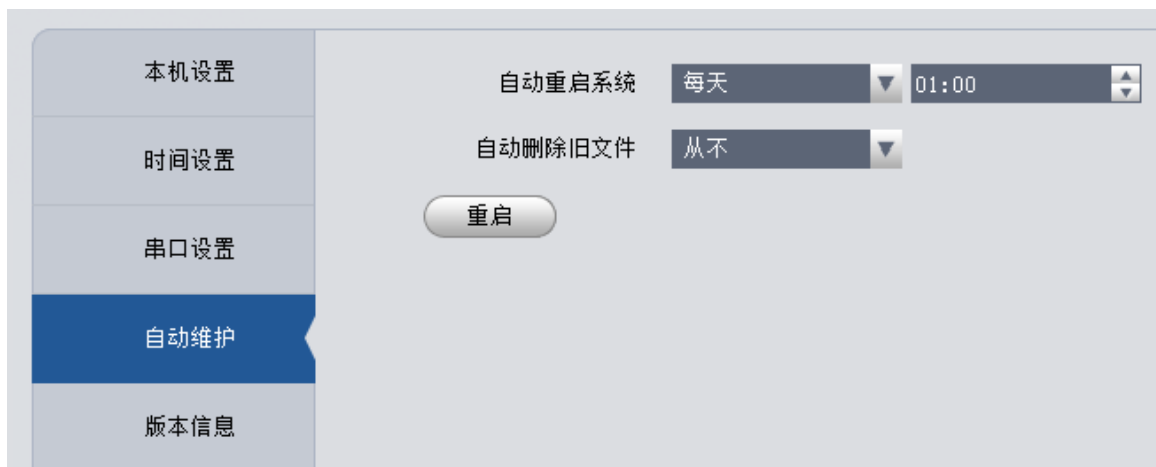 本机设置
时间设置
串口设置
自动维护
版本信息
自动重启系统 每天 01:00
自动删除旧文件 从不
重启